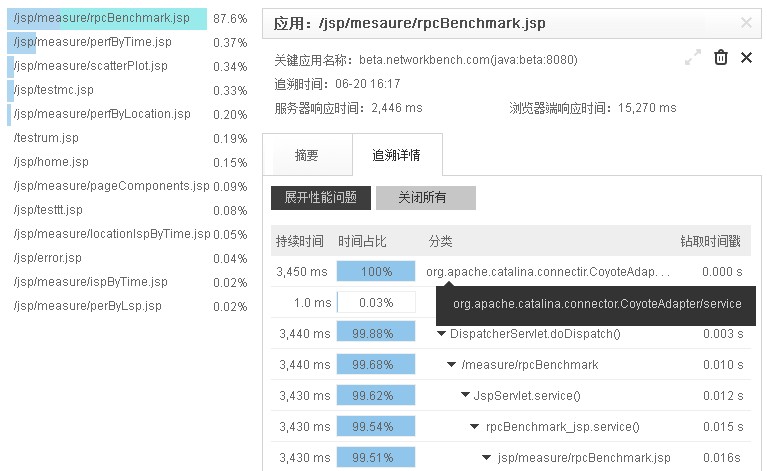 /jsp/measure/rpcBenchmark.jsp 87.6%
/jsp/measure/perfByTime.jsp 0.37%
/jsp/measure/scatterPlot.jsp 0.34%
/jsp/testmc.jsp 0.33%
/jsp/measure/perfByLocation.jsp 0.20%
/testrum.jsp 0.19%
/jsp/home.jsp 0.15%
/jsp/measure/pageComponents.jsp 0.09%
/jsp/testtt.jsp 0.08%
/jsp/measure/locationIspByTime.jsp 0.05%
/jsp/error.jsp 0.04%
/jsp/measure/ispByTime.jsp 0.02%
/jsp/measure/perByLsp.jsp 0.02%
应用：/jsp/mesaure/rpcBenchmark.jsp
关键应用名称：beta.networkbench.com(java:beta:8080)
追溯时间：06-20 16:17
服务器响应时间：2,446 ms 浏览器端响应时间：15,270 ms
摘要 追溯详情
展开性能问题 关闭所有
持续时间 时间占比 分类 钻取时间戳
3,450 ms 100% org.apache.catalina.connectir.CoyoteAdap... 0.000 s
1.0 ms 0.03% org.apache.catalina.connector.CoyoteAdapter/service
3,440 ms 99.88% DispatcherServlet.doDispatch() 0.003 s
3,440 ms 99.68% /measure/rpcBenchmark 0.010 s
3,430 ms 99.62% JspServlet.service() 0.012 s
3,430 ms 99.54% rpcBenchmark_jsp.service() 0.015 s
3,430 ms 99.51% jsp/measure/rpcBenchmark.jsp 0.016s